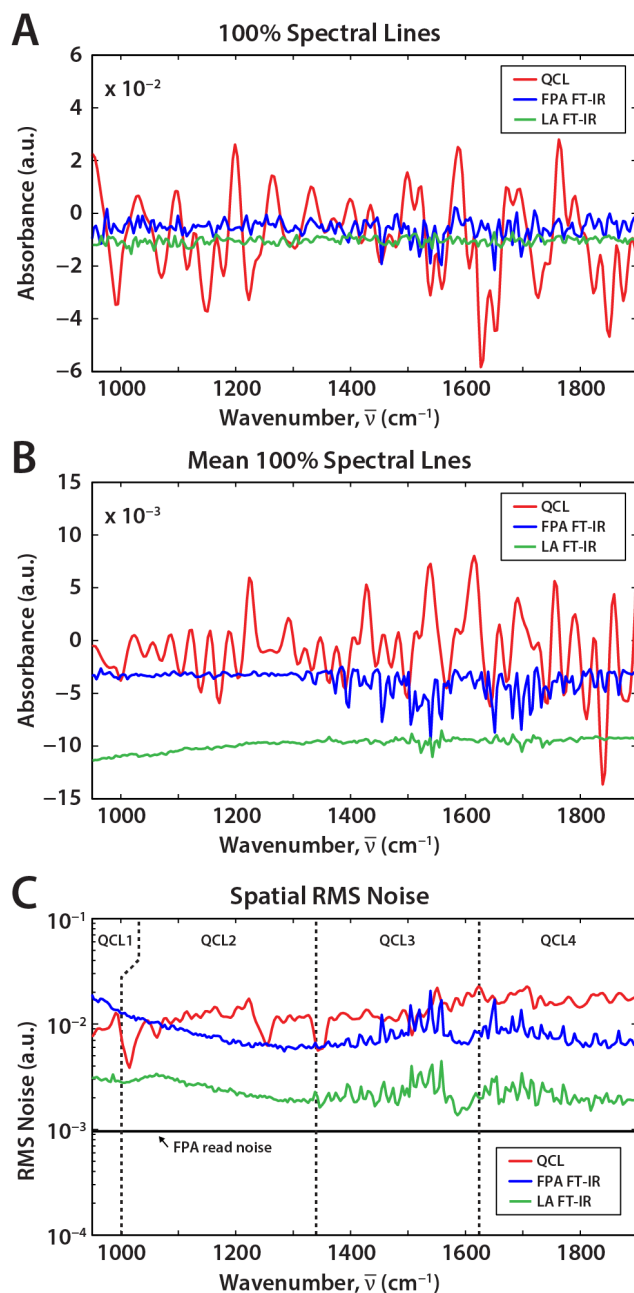 A
100% Spectral Lines
6
4
2
0
−2
−4
−6
x 10−2
QCL
FPA FT-IR
LA FT-IR
Absorbance (a.u.)
1000 1200 1400 1600 1800
Wavenumber, ν̅ (cm−1)
B
Mean 100% Spectral Lnes
15
10
5
0
−5
−10
−15
x 10−3
QCL
FPA FT-IR
LA FT-IR
Absorbance (a.u.)
1000 1200 1400 1600 1800
Wavenumber, ν̅ (cm−1)
C
Spatial RMS Noise
10−1
10−2
10−3
10−4
QCL1 QCL2 QCL3 QCL4
RMS Noise (a.u.)
FPA read noise
QCL
FPA FT-IR
LA FT-IR
1000 1200 1400 1600 1800
Wavenumber, ν̅ (cm−1)